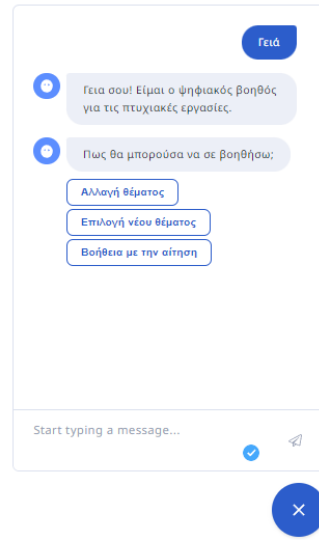 Γειά
Γεια σου! Είμαι ο ψηφιακός βοηθός
για τις πτυχιακές εργασίες.
Πως θα μπορούσα να σε βοηθήσω;
Αλλαγή θέματος
Επιλογή νέου θέματος
Βοήθεια με την αίτηση
Start typing a message...